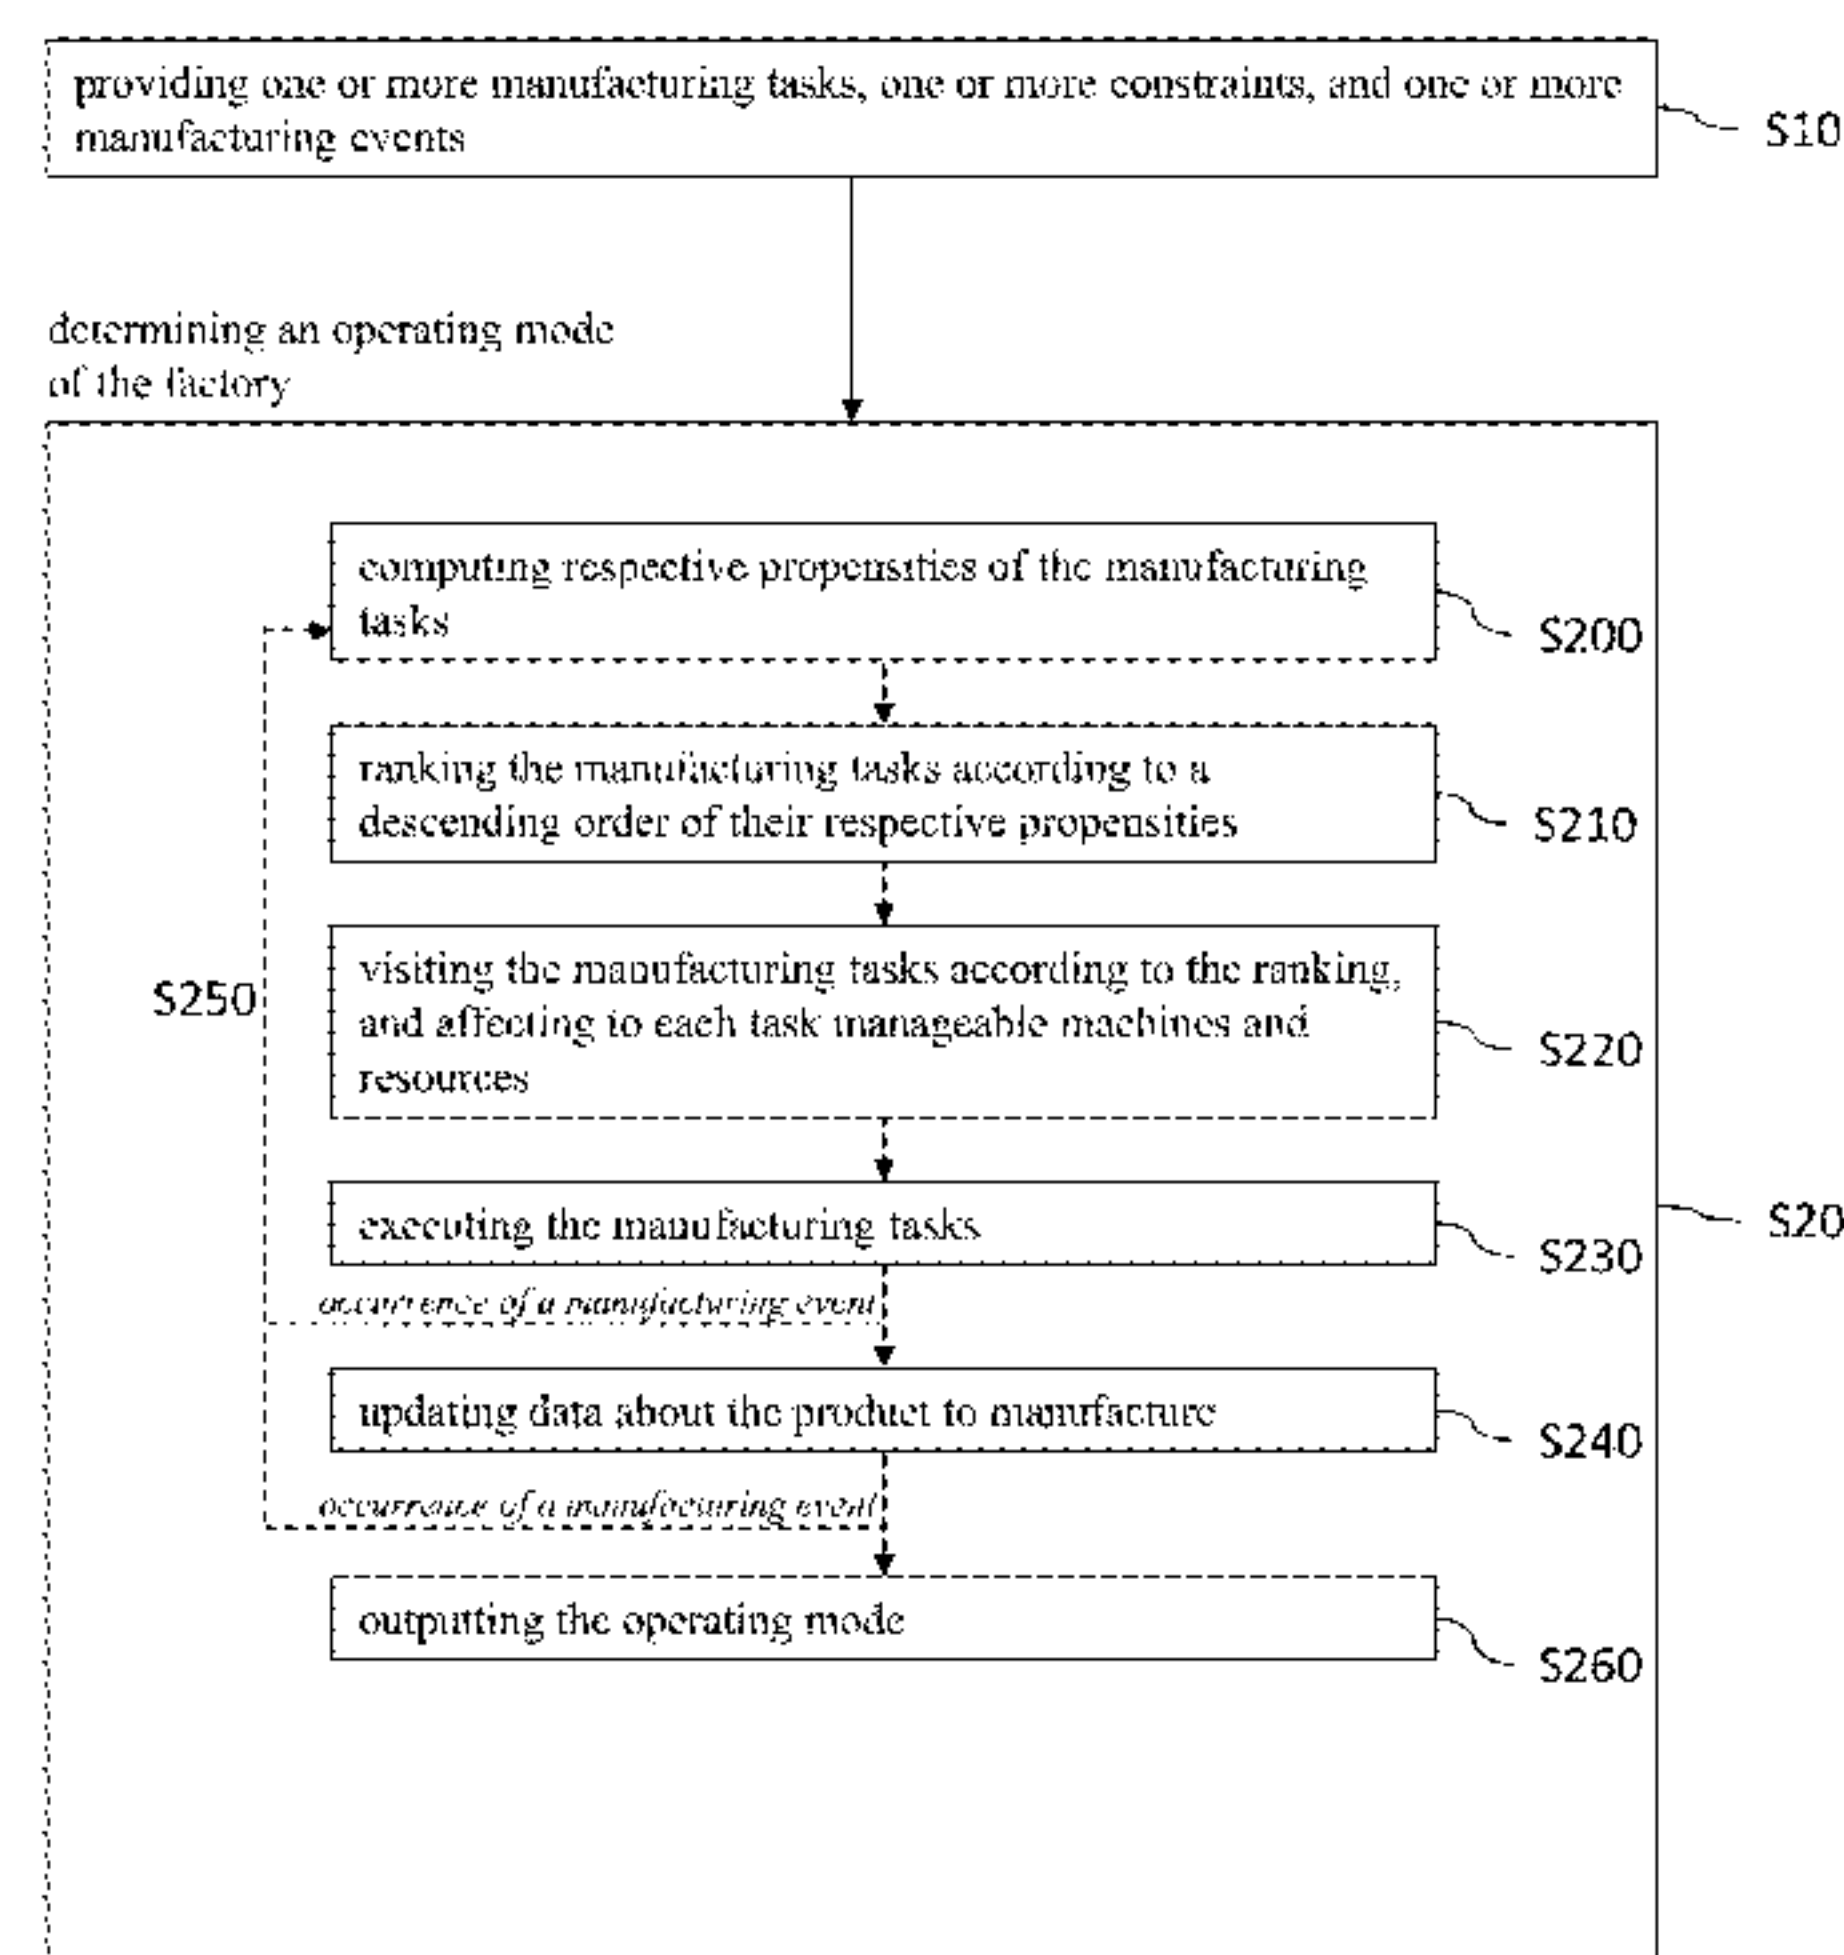 providing one or more manufacturing tasks, one or more constraints, and one or more
manufacturing events
S10
determining an operating mode
of the factory
computing respective propensities of the manufacturing
tasks
S200
ranking the manufacturing tasks according to a
descending order of their respective propensities
S210
visiting the manufacturing tasks according to the ranking,
and affecting to each task manageable machines and
resources
S250
S220
executing the manufacturing tasks
S20
S230
occurrence of a manufacturing event
updating data about the product to manufacture
S240
occurrence of a manufacturing event
outputting the operating mode
S260